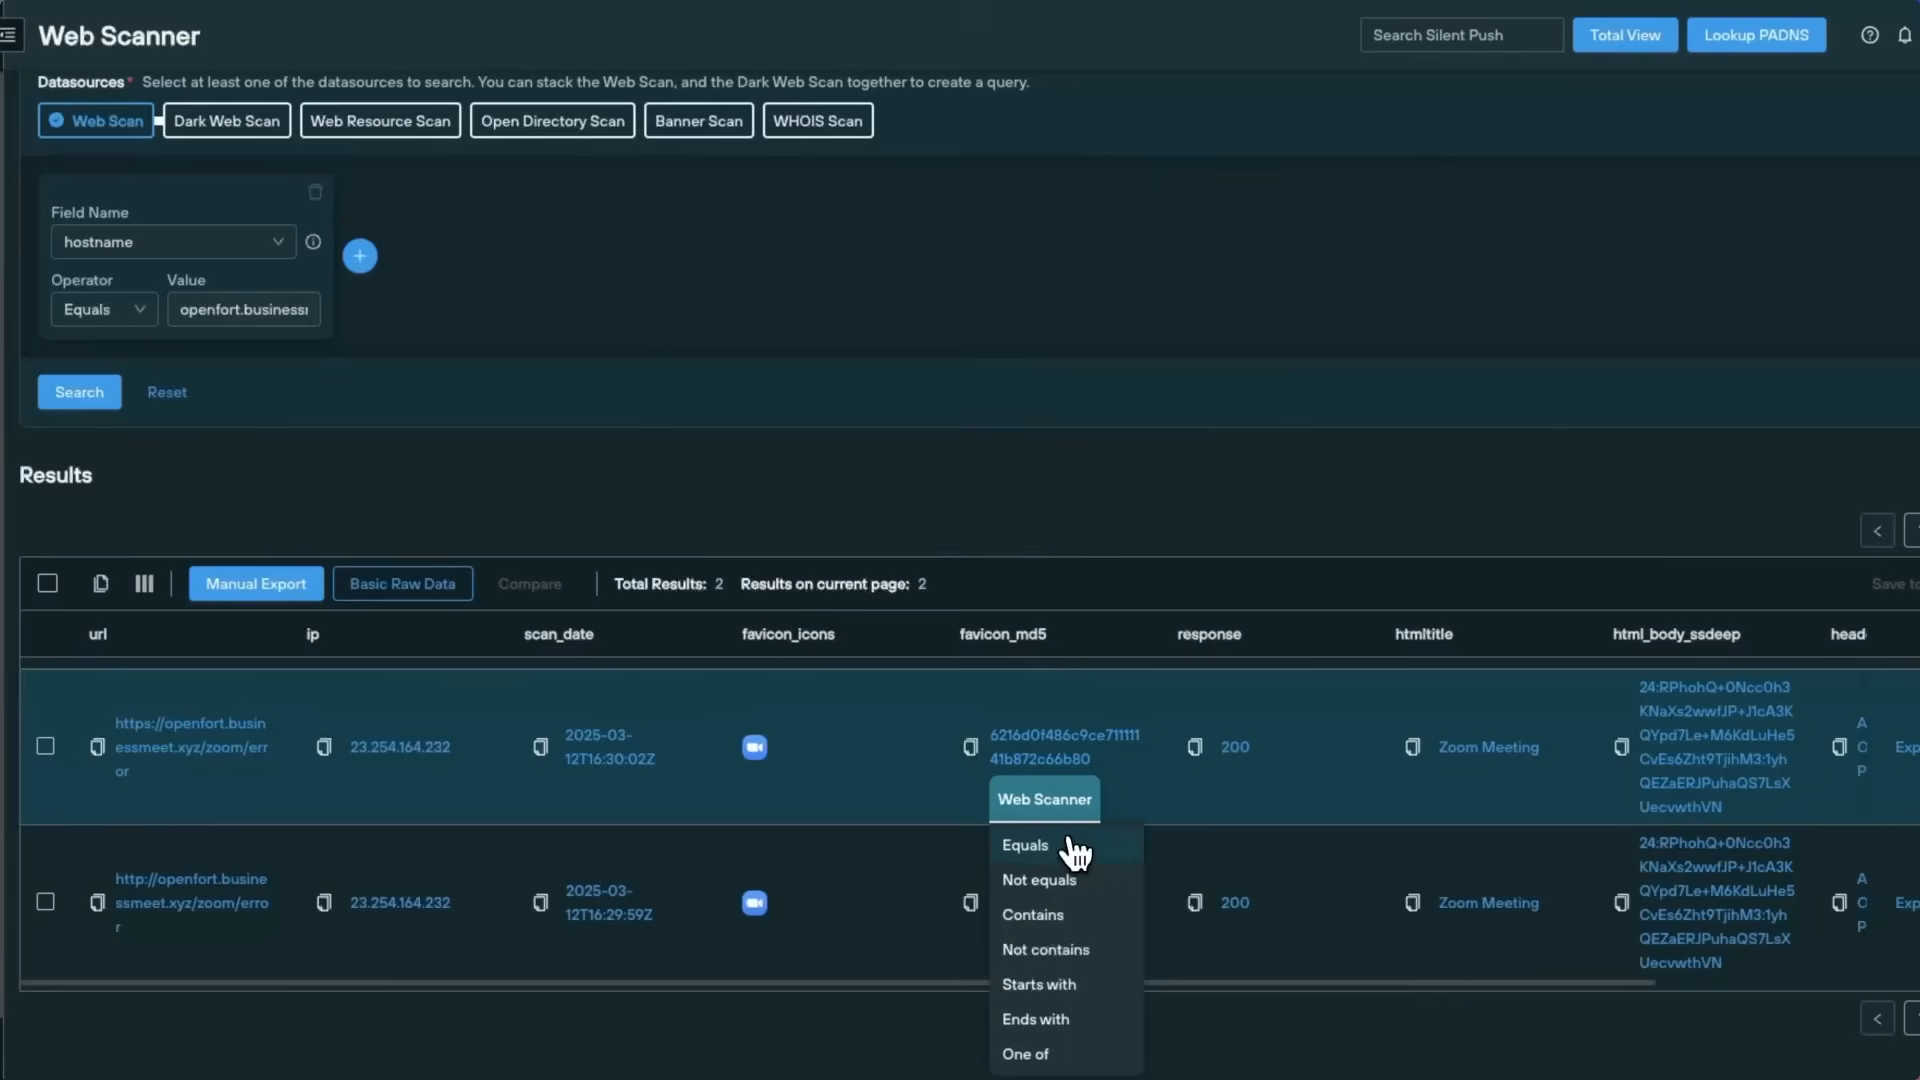 Web Scanner
Search Silent Push
Total View
Lookup PADNS
Datasources* Select at least one of the datasources to search. You can stack the Web Scan, and the Dark Web Scan together to create a query.
Web Scan
Dark Web Scan
Web Resource Scan
Open Directory Scan
Banner Scan
WHOIS Scan
Field Name
hostname
Operator
Value
Equals
openfort.business
Search
Reset
Results
Manual Export
Basic Raw Data
Compare
Total Results: 2
Results on current page: 2
Save to
url
ip
scan_date
favicon_icons
favicon_md5
response
htmltitle
html_body_ssdeep
head
https://openfort.busin
essmeet.xyz/zoom/err
or
23.254.164.232
2025-03-
12T16:30:02Z
6216d0f486c9ce711111
41b872c66b80
200
Zoom Meeting
24:RPhohQ+0Ncc0h3
KNaXs2wwfJP+J1cA3K
QYpd7Le+M6KdLuHe5
CvEs6Zht9TjihM3:1yh
QEZaERJPuhaQS7LsX
UecvwthVN
A
O
P
Exp
Web Scanner
Equals
Not equals
Contains
Not contains
Starts with
Ends with
One of
http://openfort.busine
ssmeet.xyz/zoom/erro
r
23.254.164.232
2025-03-
12T16:29:59Z
200
Zoom Meeting
24:RPhohQ+0Ncc0h3
KNaXs2wwfJP+J1cA3K
QYpd7Le+M6KdLuHe5
CvEs6Zht9TjihM3:1yh
QEZaERJPuhaQS7LsX
UecvwthVN
A
O
P
Exp